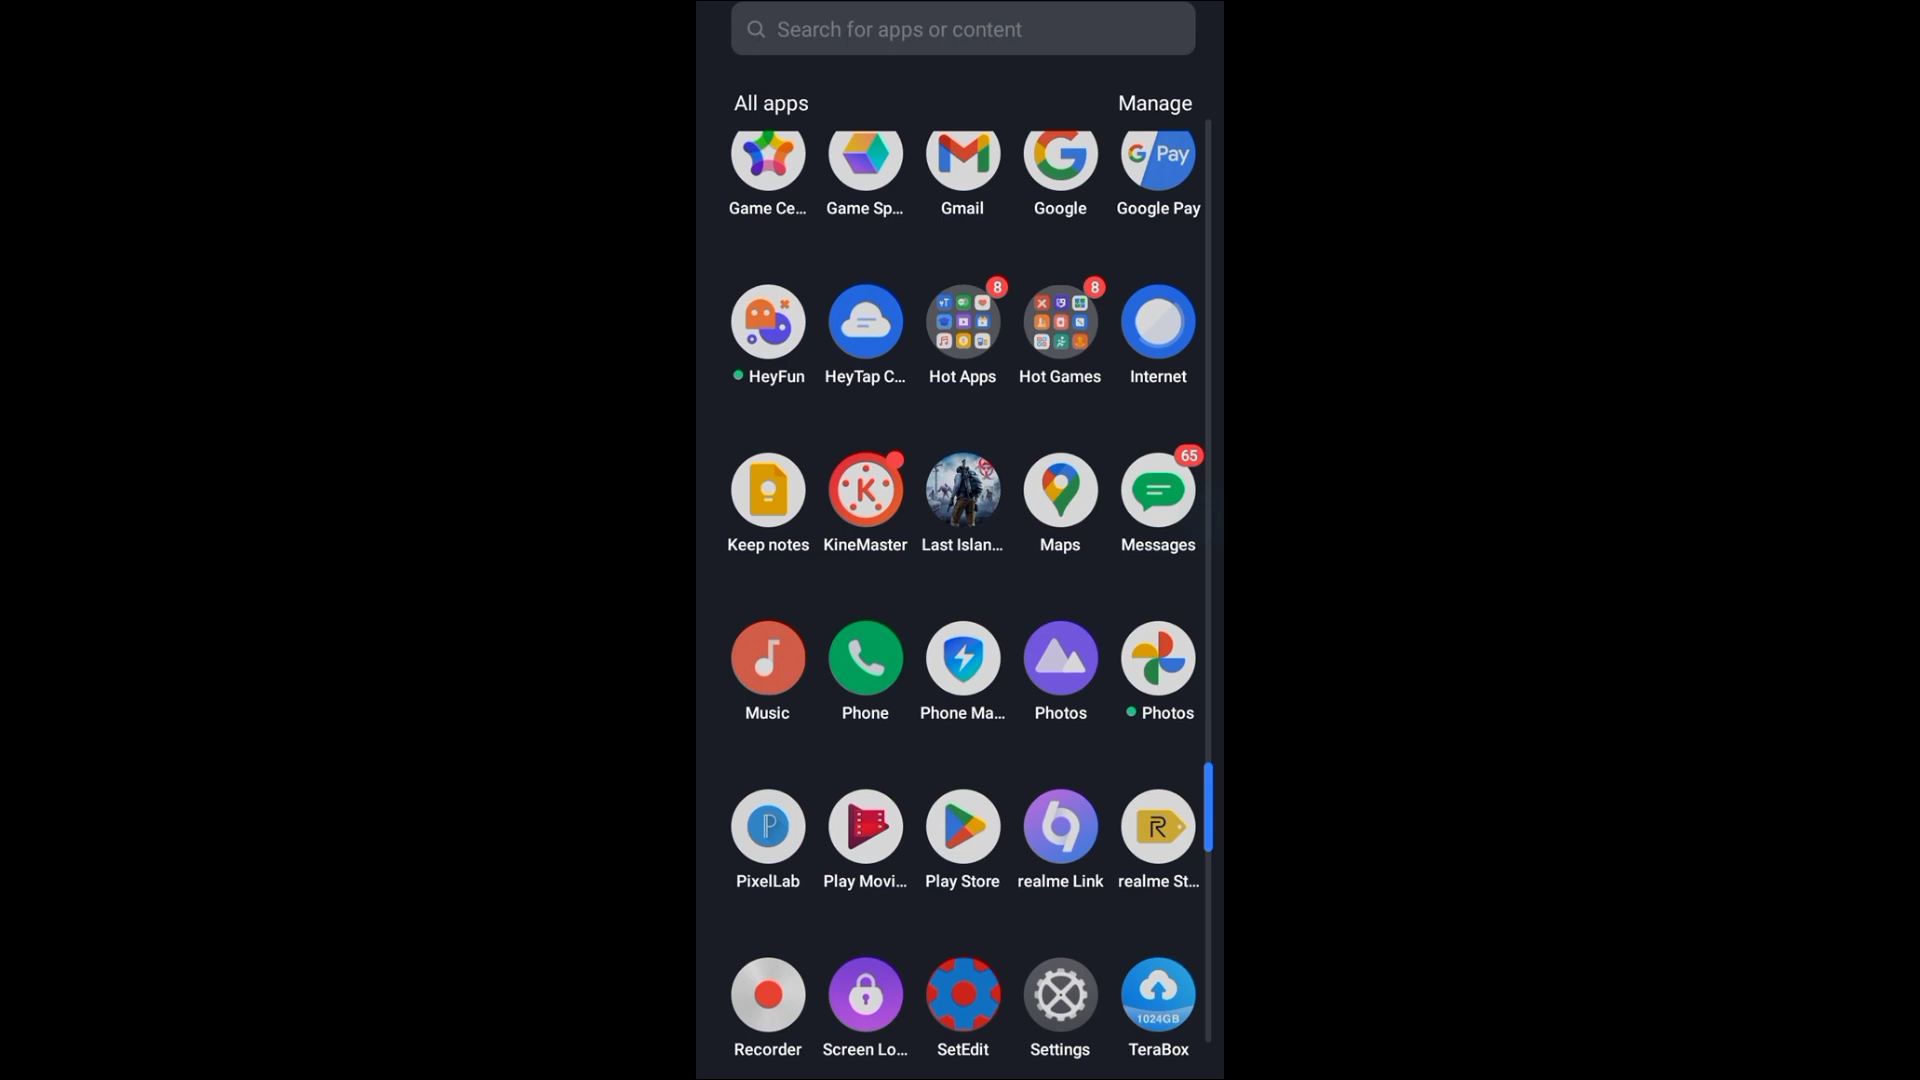 Search for apps or content
All apps
Manage
G Pay
Game Ce...
Game Sp...
Gmail
Google
Google Pay
8
8
HeyFun
HeyTap C...
Hot Apps
Hot Games
Internet
65
K
Keep notes
KineMaster
Last Islan...
Maps
Messages
Music
Phone
Phone Ma...
Photos
Photos
P
R
PixelLab
Play Movi...
Play Store
realme Link
realme St...
1024GB
Recorder
Screen Lo...
SetEdit
Settings
TeraBox